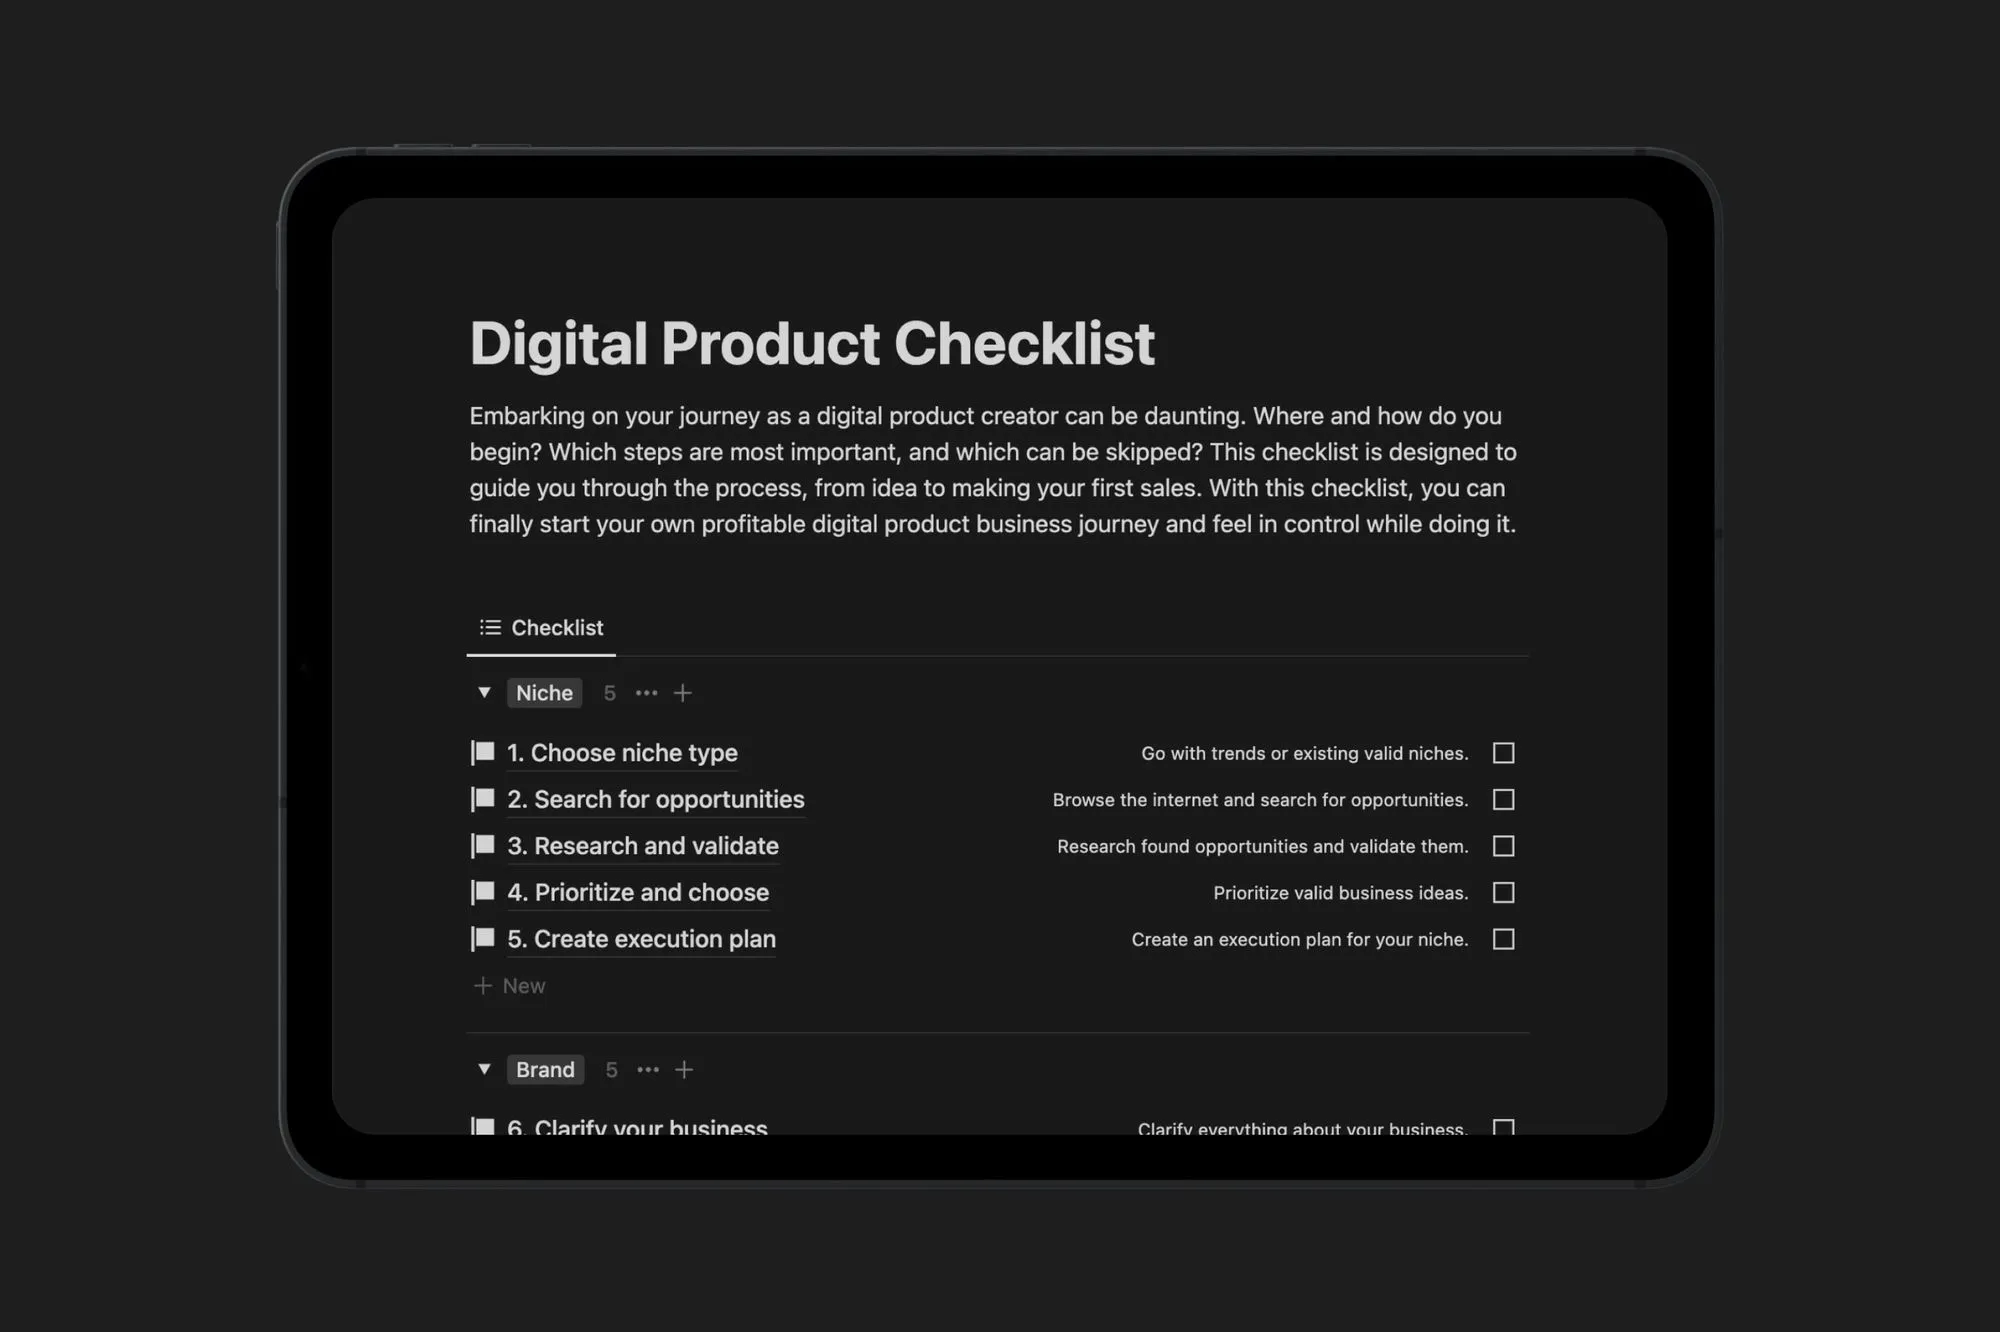 Digital Product Checklist
Embarking on your journey as a digital product creator can be daunting. Where and how do you
begin? Which steps are most important, and which can be skipped? This checklist is designed to
guide you through the process, from idea to making your first sales. With this checklist, you can
finally start your own profitable digital product business journey and feel in control while doing it.
Checklist
Niche 5
1. Choose niche type Go with trends or existing valid niches.
2. Search for opportunities Browse the internet and search for opportunities.
3. Research and validate Research found opportunities and validate them.
4. Prioritize and choose Prioritize valid business ideas.
5. Create execution plan Create an execution plan for your niche.
New
Brand 5
6. Clarify your business Clarify everything about your business.